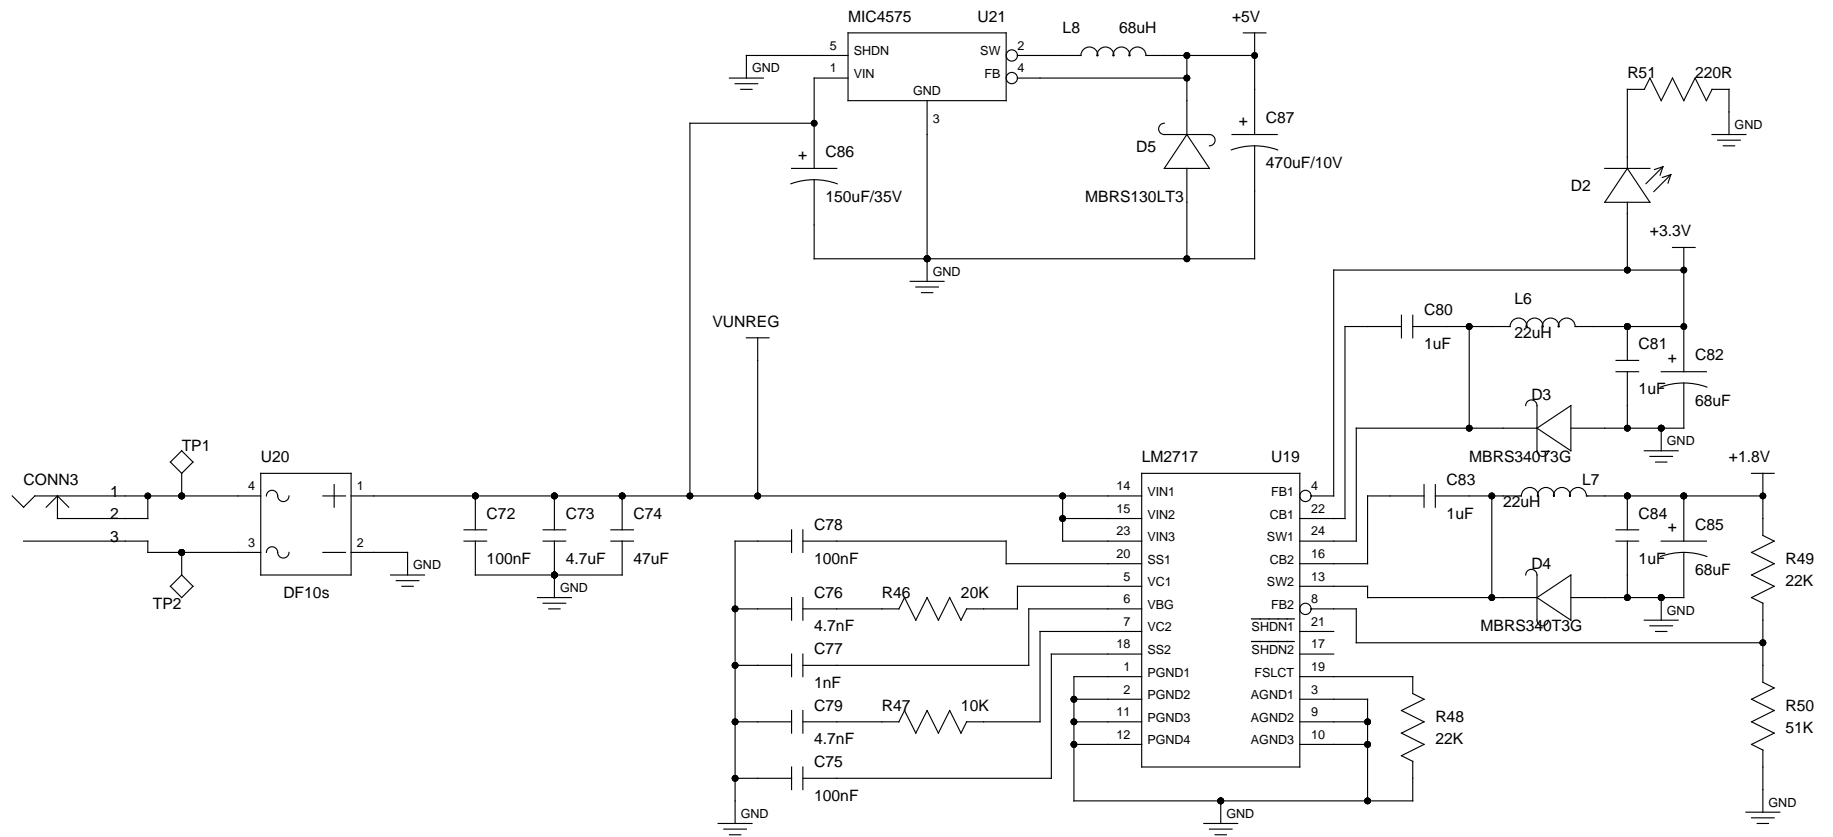 MIC4575 U21
5 SHDN SW 2
1 VIN FB 4
GND
3
GND
L8 68uH
+5V
C86
+
150uF/35V
D5
MBRS130LT3
+
C87
470uF/10V
GND
R51 220R
GND
D2
+3.3V
VUNREG
C80
1uF
L6
22uH
C81
1uF
+
C82
68uF
D3
MBRS340T3G
GND
CONN3
1
2
3
TP1
TP2
U20
4 1
3 2
DF10s
GND
C72
100nF
C73
4.7uF
C74
47uF
GND
C78
100nF
C76
4.7nF
R46 20K
C77
1nF
C79
4.7nF
R47 10K
C75
100nF
GND
LM2717 U19
14 VIN1 FB1 4
15 VIN2 CB1 22
23 VIN3 SW1 24
20 SS1 CB2 16
5 VC1 SW2 13
6 VBG FB2 8
7 VC2 SHDN1 21
18 SS2 SHDN2 17
1 PGND1 FSLCT 19
2 PGND2 AGND1 3
11 PGND3 AGND2 9
12 PGND4 AGND3 10
GND
R48
22K
+1.8V
C83
1uF
L7
22uH
C84
1uF
+
C85
68uF
D4
MBRS340T3G
GND
R49
22K
R50
51K
GND